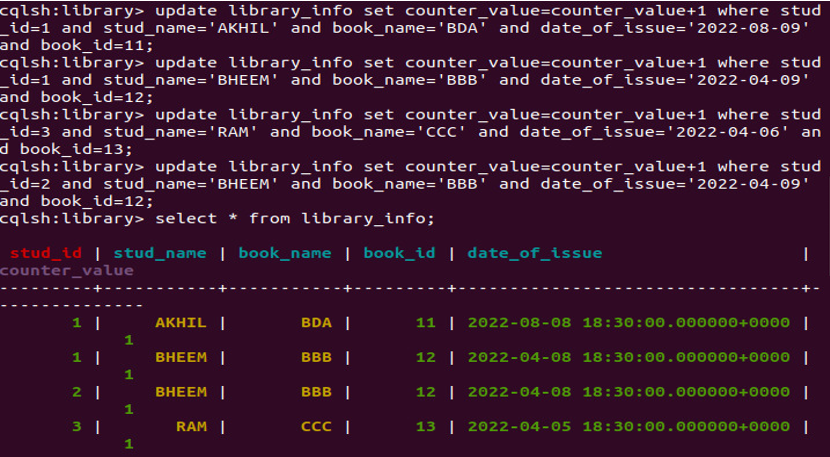 cqlsh:library> update library_info set counter_value=counter_value+1 where stud
_id=1 and stud_name='AKHIL' and book_name='BDA' and date_of_issue='2022-08-09'
and book_id=11;
cqlsh:library> update library_info set counter_value=counter_value+1 where stud
_id=1 and stud_name='BHEEM' and book_name='BBB' and date_of_issue='2022-04-09'
and book_id=12;
cqlsh:library> update library_info set counter_value=counter_value+1 where stud
_id=3 and stud_name='RAM' and book_name='CCC' and date_of_issue='2022-04-06' an
d book_id=13;
cqlsh:library> update library_info set counter_value=counter_value+1 where stud
_id=2 and stud_name='BHEEM' and book_name='BBB' and date_of_issue='2022-04-09'
and book_id=12;
cqlsh:library> select * from library_info;
 stud_id | stud_name | book_name | book_id | date_of_issue                   |
counter_value
---------+-----------+-----------+---------+---------------------------------+-
---------------
       1 |     AKHIL |       BDA |      11 | 2022-08-08 18:30:00.000000+0000 |
             1
       1 |     BHEEM |       BBB |      12 | 2022-04-08 18:30:00.000000+0000 |
             1
       2 |     BHEEM |       BBB |      12 | 2022-04-08 18:30:00.000000+0000 |
             1
       3 |       RAM |       CCC |      13 | 2022-04-05 18:30:00.000000+0000 |
             1